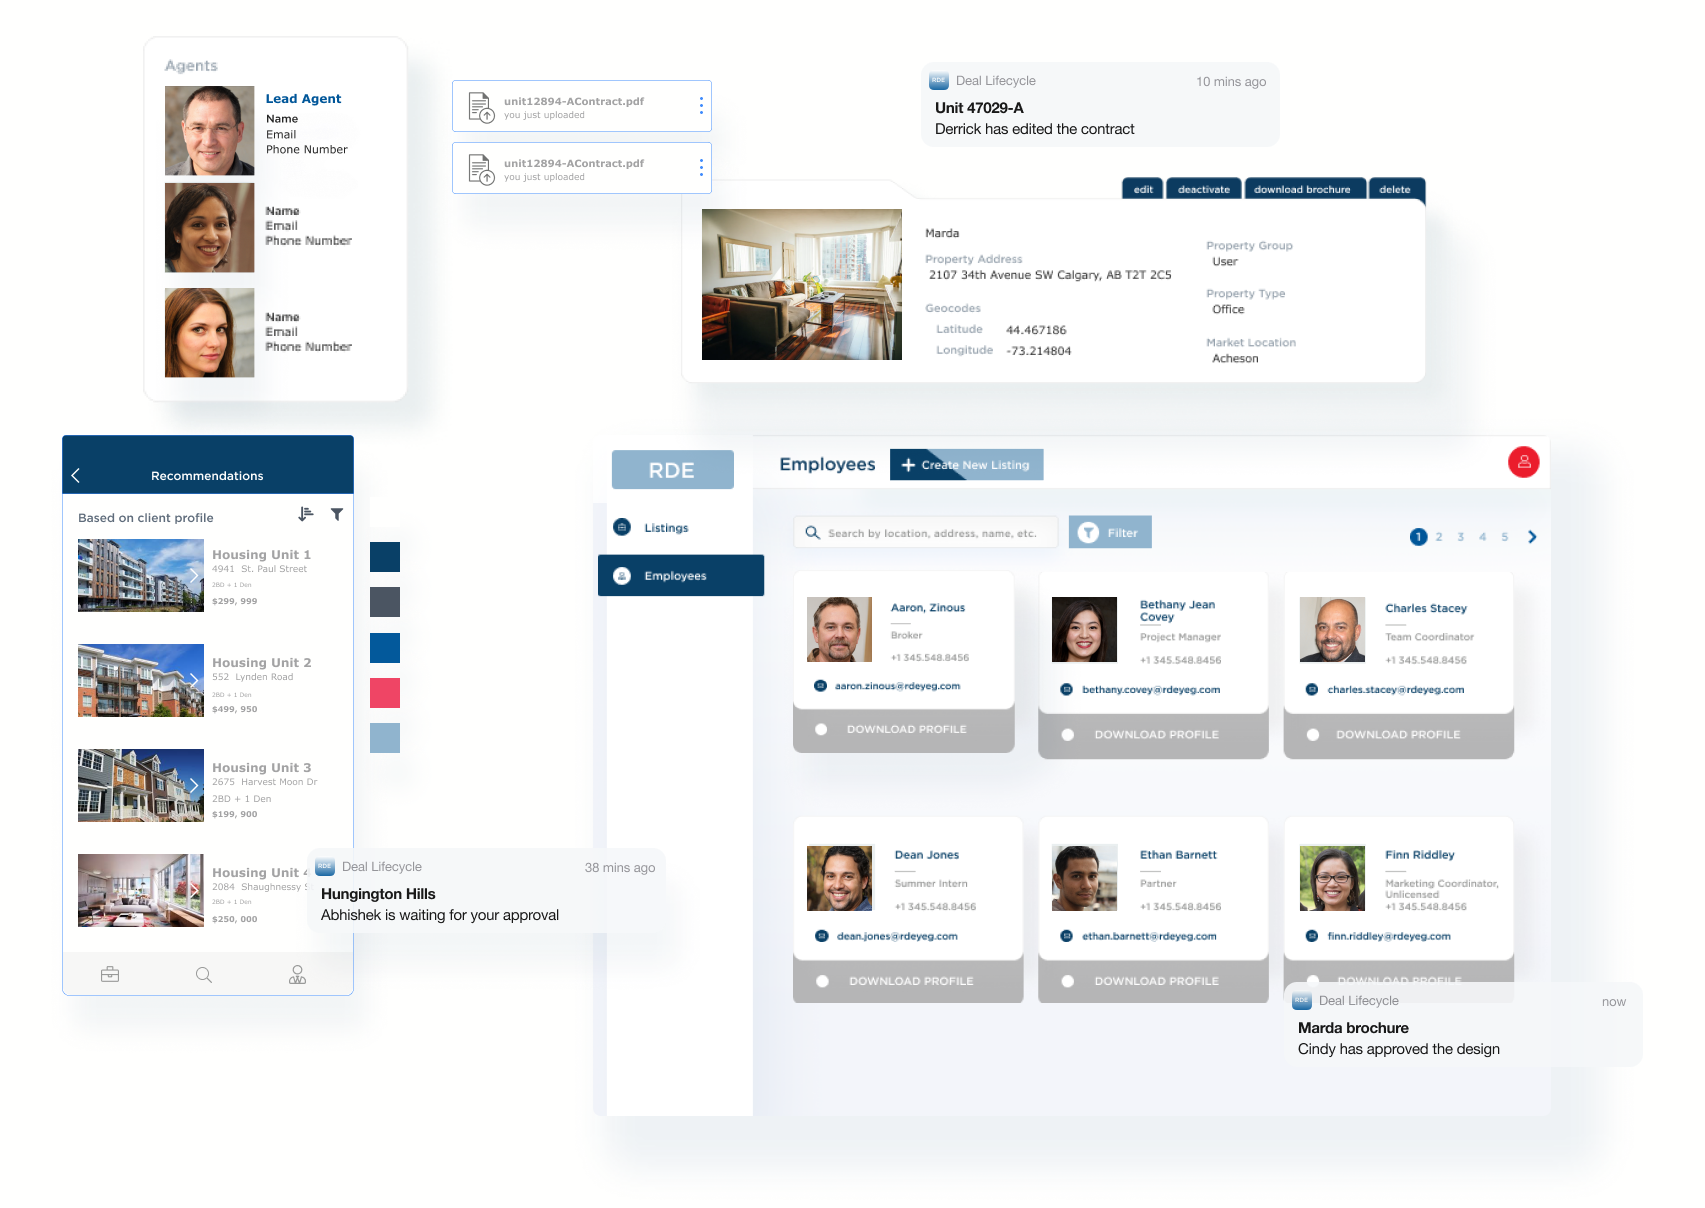 Agents
Lead Agent
Name
Email
Phone Number
Name
Email
Phone Number
Name
Email
Phone Number
unit12894-AContract.pdf
you just uploaded
unit12894-AContract.pdf
you just uploaded
RDE Deal Lifecycle 10 mins ago
Unit 47029-A
Derrick has edited the contract
edit deactivate download brochure delete
Marda
Property Address
2107 34th Avenue SW Calgary, AB T2T 2C5
Geocodes
Latitude 44.467186
Longitude -73.214804
Property Group
User
Property Type
Office
Market Location
Acheson
Recommendations
Based on client profile
Housing Unit 1
4941 St. Paul Street
2BD + 1 Den
$299, 999
Housing Unit 2
552 Lynden Road
2BD + 1 Den
$499, 950
Housing Unit 3
2675 Harvest Moon Dr
2BD + 1 Den
$199, 900
Housing Unit 4
2084 Shaughnessy S
2BD + 1 Den
$250, 000
RDE Deal Lifecycle 38 mins ago
Hungington Hills
Abhishek is waiting for your approval
RDE
Listings
Employees
Employees
Create New Listing
Search by location, address, name, etc.
Filter
1 2 3 4 5
Aaron, Zinous
Broker
+1 345.548.8456
aaron.zinous@rdeyeg.com
DOWNLOAD PROFILE
Bethany Jean
Covey
Project Manager
+1 345.548.8456
bethany.covey@rdeyeg.com
DOWNLOAD PROFILE
Charles Stacey
Team Coordinator
+1 345.548.8456
charles.stacey@rdeyeg.com
DOWNLOAD PROFILE
Dean Jones
Summer Intern
+1 345.548.8456
dean.jones@rdeyeg.com
DOWNLOAD PROFILE
Ethan Barnett
Partner
+1 345.548.8456
ethan.barnett@rdeyeg.com
DOWNLOAD PROFILE
Finn Riddley
Marketing Coordinator,
Unlicensed
+1 345.548.8456
finn.riddley@rdeyeg.com
DOWNLOAD PROFILE
RDE Deal Lifecycle now
Marda brochure
Cindy has approved the design